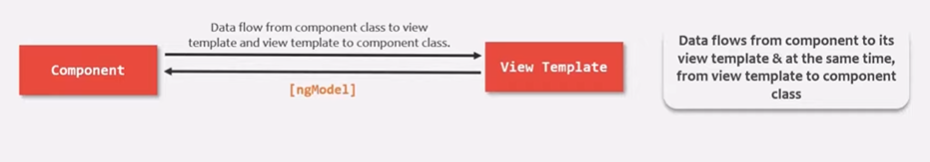 Data flow from component class to view
template and view template to component class.
Component
View Template
[ngModel]
Data flows from component to its
view template & at the same time,
from view template to component
class